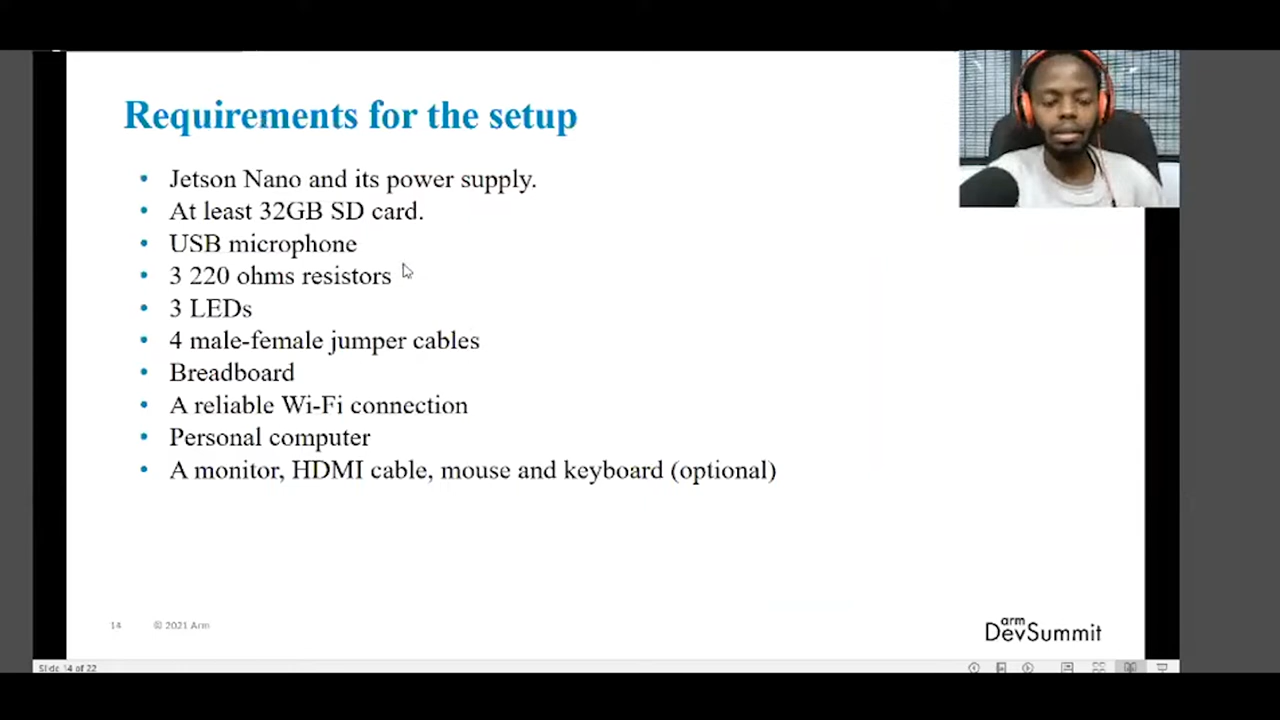 Requirements for the setup
• Jetson Nano and its power supply.
• At least 32GB SD card.
• USB microphone
• 3 220 ohms resistors
• 3 LEDs
• 4 male-female jumper cables
• Breadboard
• A reliable Wi-Fi connection
• Personal computer
• A monitor, HDMI cable, mouse and keyboard (optional)
14 © 2021 Arm
arm
DevSummit
Slide 14 of 22